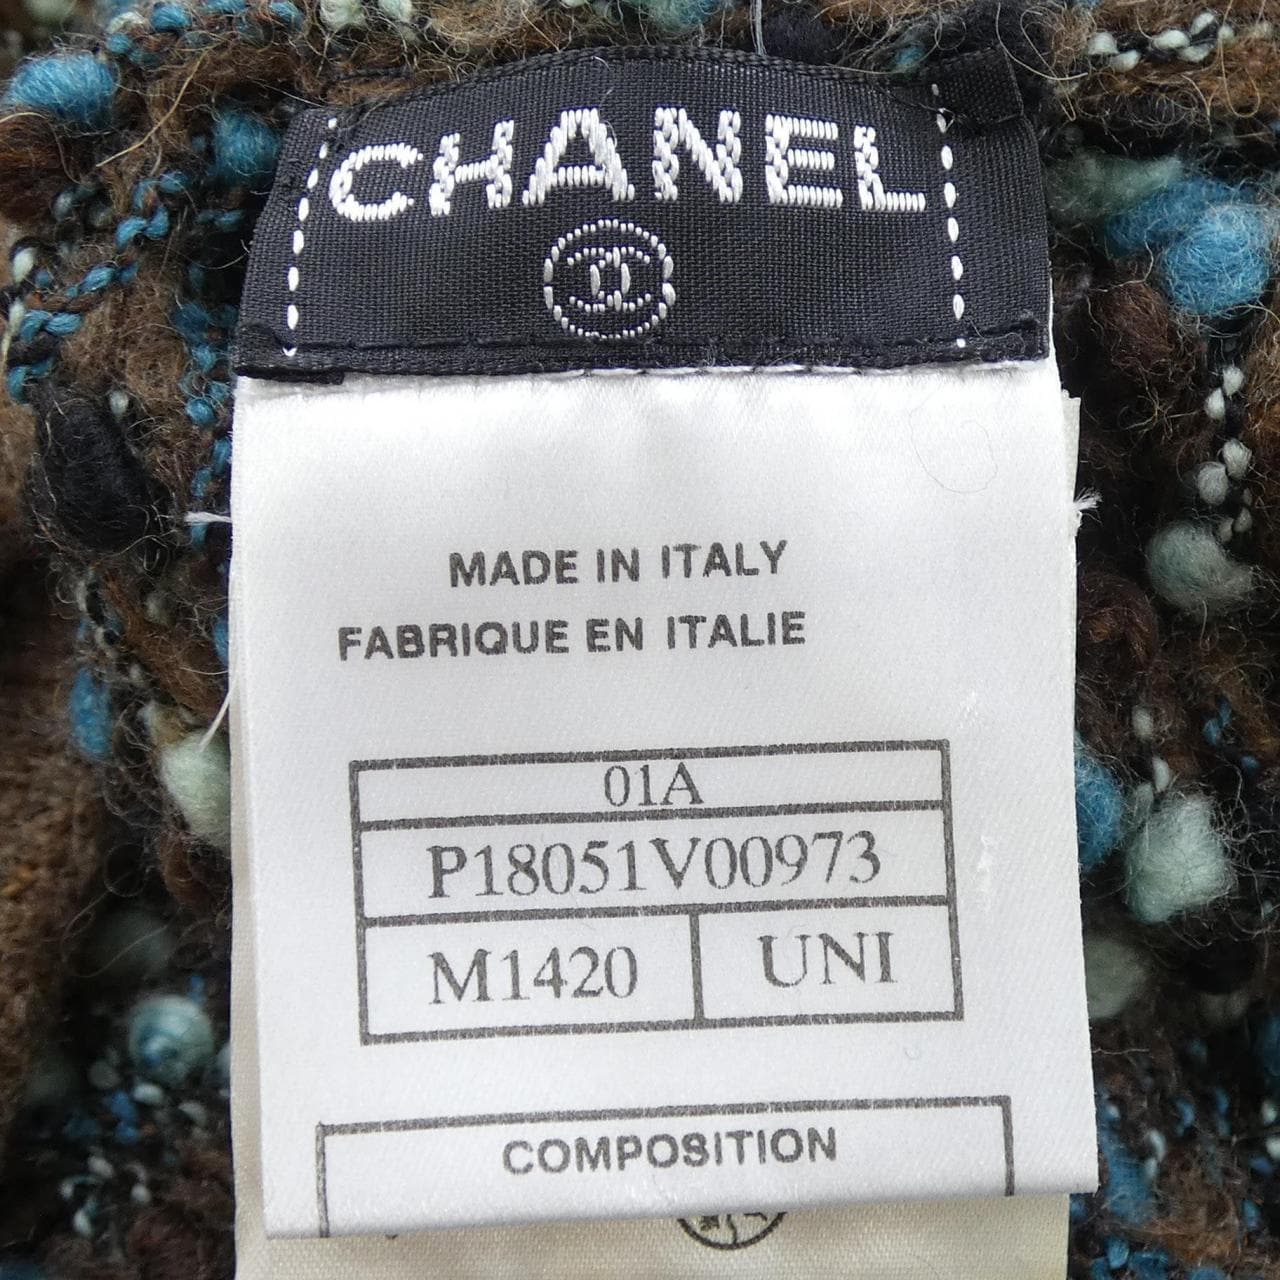 CHANEL
MADE IN ITALY
FABRIQUE EN ITALIE
01A
P18051V00973
M1420 UNI
COMPOSITION